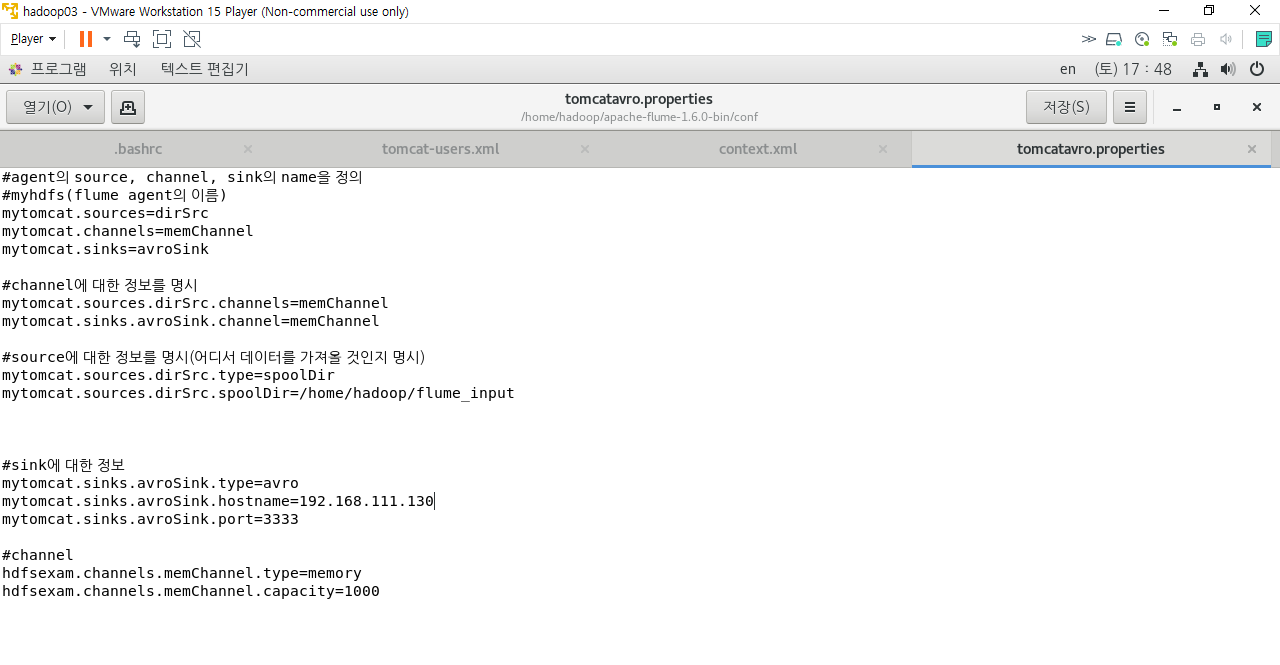 hadoop03 - VMware Workstation 15 Player (Non-commercial use only)
Player
프로그램 위치 텍스트 편집기 en (토) 17 : 48
열기(O) tomcatavro.properties 저장(S)
/home/hadoop/apache-flume-1.6.0-bin/conf
.bashrc tomcat-users.xml context.xml tomcatavro.properties
#agent의 source, channel, sink의 name을 정의
#myhdfs(flume agent의 이름)
mytomcat.sources=dirSrc
mytomcat.channels=memChannel
mytomcat.sinks=avroSink
#channel에 대한 정보를 명시
mytomcat.sources.dirSrc.channels=memChannel
mytomcat.sinks.avroSink.channel=memChannel
#source에 대한 정보를 명시(어디서 데이터를 가져올 것인지 명시)
mytomcat.sources.dirSrc.type=spoolDir
mytomcat.sources.dirSrc.spoolDir=/home/hadoop/flume_input
#sink에 대한 정보
mytomcat.sinks.avroSink.type=avro
mytomcat.sinks.avroSink.hostname=192.168.111.130
mytomcat.sinks.avroSink.port=3333
#channel
hdfsexam.channels.memChannel.type=memory
hdfsexam.channels.memChannel.capacity=1000